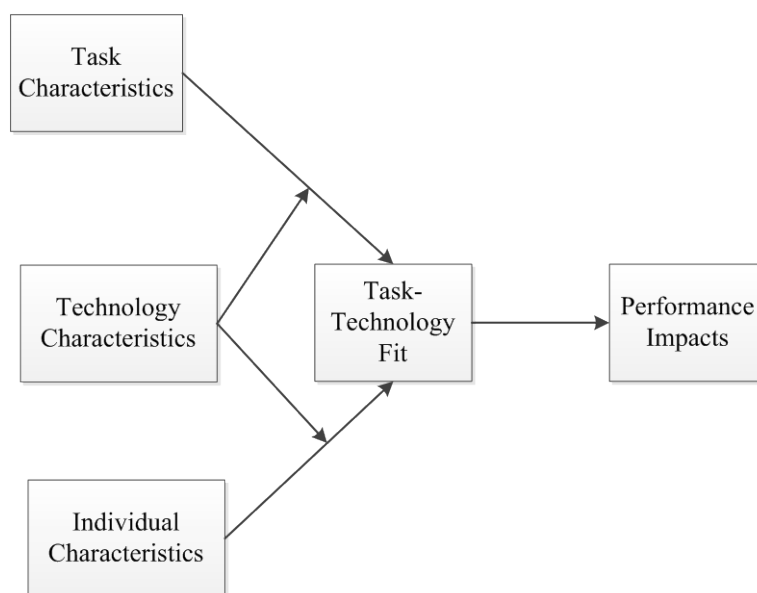 Task
Characteristics
Technology
Characteristics
Task-
Technology
Fit
Performance
Impacts
Individual
Characteristics